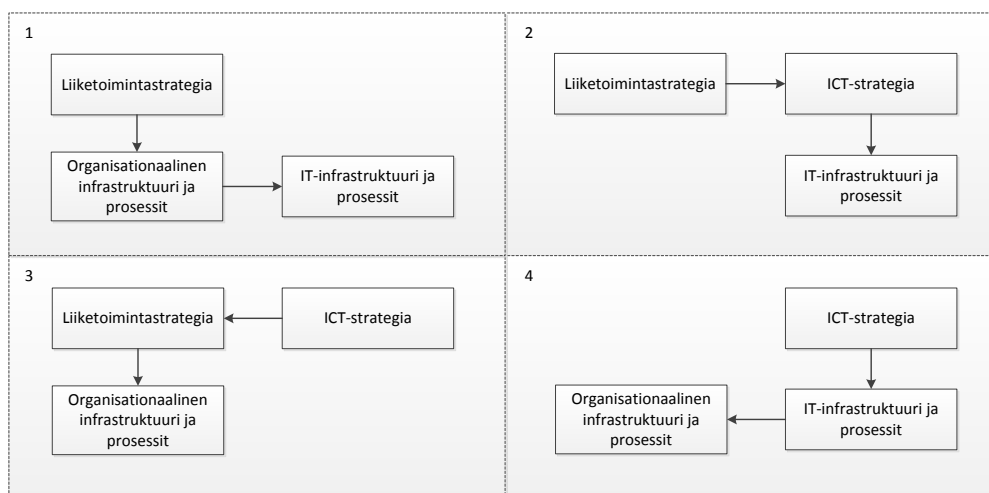 1
Liiketoimintastrategia
Organisationaalinen
infrastruktuuri ja
prosessit
IT-infrastruktuuri ja
prosessit
2
Liiketoimintastrategia
ICT-strategia
IT-infrastruktuuri ja
prosessit
3
Liiketoimintastrategia
ICT-strategia
Organisationaalinen
infrastruktuuri ja
prosessit
4
ICT-strategia
Organisationaalinen
infrastruktuuri ja
prosessit
IT-infrastruktuuri ja
prosessit